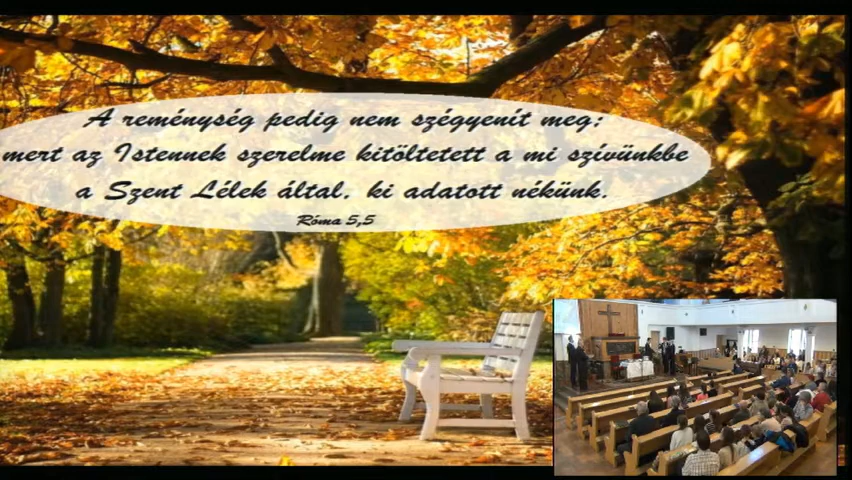 A reménység pedig nem szégyenít meg;
mert az Istennek szerelme kitöltetett a mi szívünkbe
a Szent Lélek által, ki adatott nékünk.
Róma 5,5